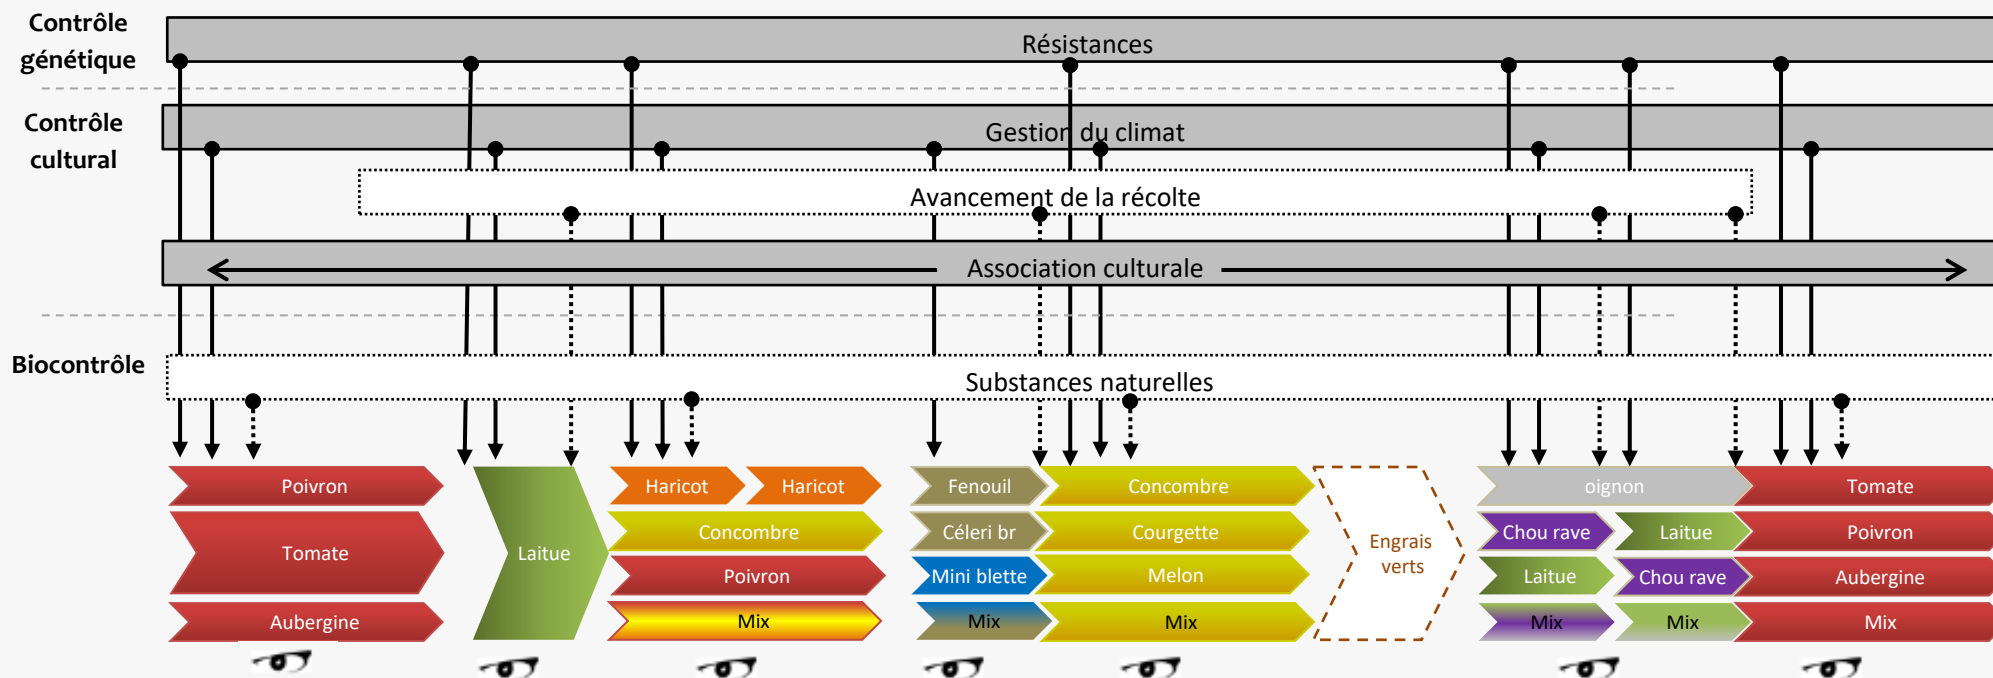 Contrôle
génétique
Résistances
Contrôle
cultural
Gestion du climat
Avancement de la récolte
Association culturale
Biocontrôle
Substances naturelles
Poivron
Tomate
Aubergine
Laitue
Haricot
Haricot
Concombre
Poivron
Mix
Fenouil
Céleri br
Mini blette
Mix
Concombre
Courgette
Melon
Mix
Engrais
verts
oignon
Chou rave
Laitue
Laitue
Chou rave
Mix
Mix
Tomate
Poivron
Aubergine
Mix